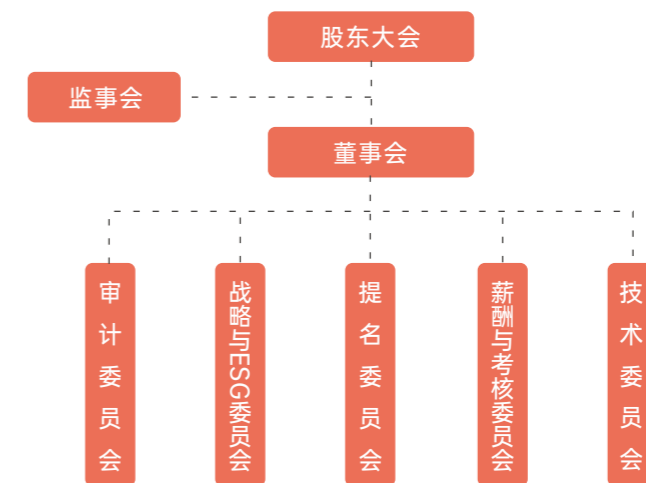 股东大会
监事会
董事会
审计委员会
战略与ESG委员会
提名委员会
薪酬与考核委员会
技术委员会